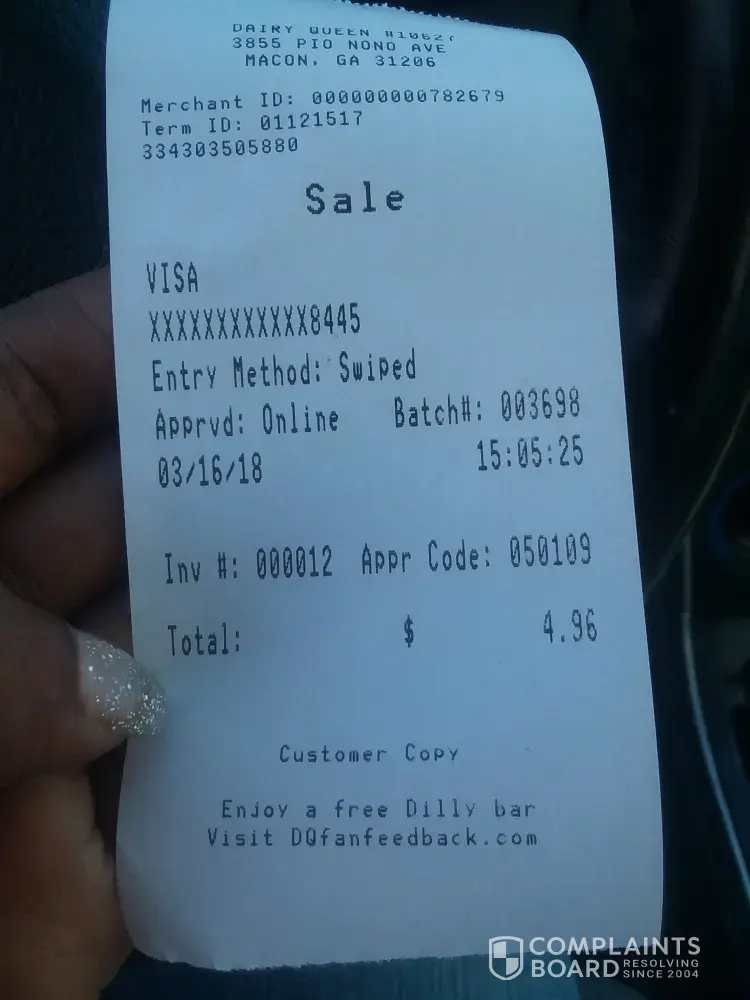 DAIRY QUEEN
3855 PIO NONO AVE
MACON, GA 31206
Merchant ID: 000000000782679
Term ID: 01121517
334303505880
Sale
VISA
XXXXXXXXXXXX8445
Entry Method: Swiped
Apprvd: Online Batch#: 003698
03/16/18 15:05:25
Inv #: 000012 Appr Code: 050109
Total: $ 4.96
Customer Copy
Enjoy a free Dilly bar
Visit DQfanfeedback.com
COMPLAINTS
BOARD RESOLVING SINCE 2004